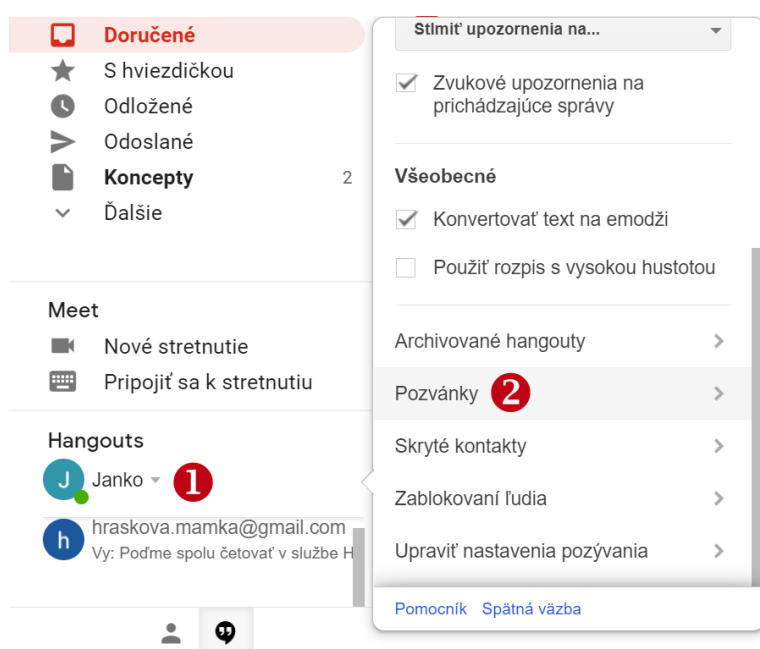 Doručené
S hviezdičkou
Odložené
Odoslané
Koncepty 2
Ďalšie
Meet
Nové stretnutie
Pripojiť sa k stretnutiu
Hangouts
J Janko 1
h hraskova.mamka@gmail.com
Vy: Poďme spolu četovať v službe H
Stlmiť upozornenia na...
Zvukové upozornenia na
prichádzajúce správy
Všeobecné
Konvertovať text na emodži
Použiť rozpis s vysokou hustotou
Archivované hangouty
Pozvánky 2
Skryté kontakty
Zablokovaní ľudia
Upraviť nastavenia pozývania
Pomocník Spätná väzba